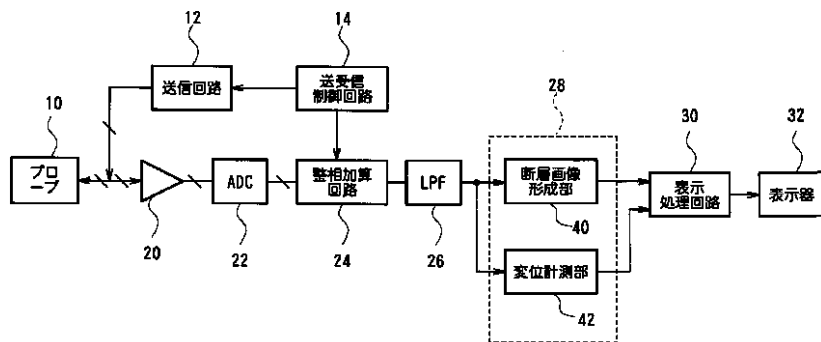 12
14
送信回路
送受信
制御回路
10
28
30
32
プロ
ーブ
ADC
整相加算
回路
LPF
断層画像
形成部
40
表示
処理回路
表示器
20
22
24
26
変位計測部
42